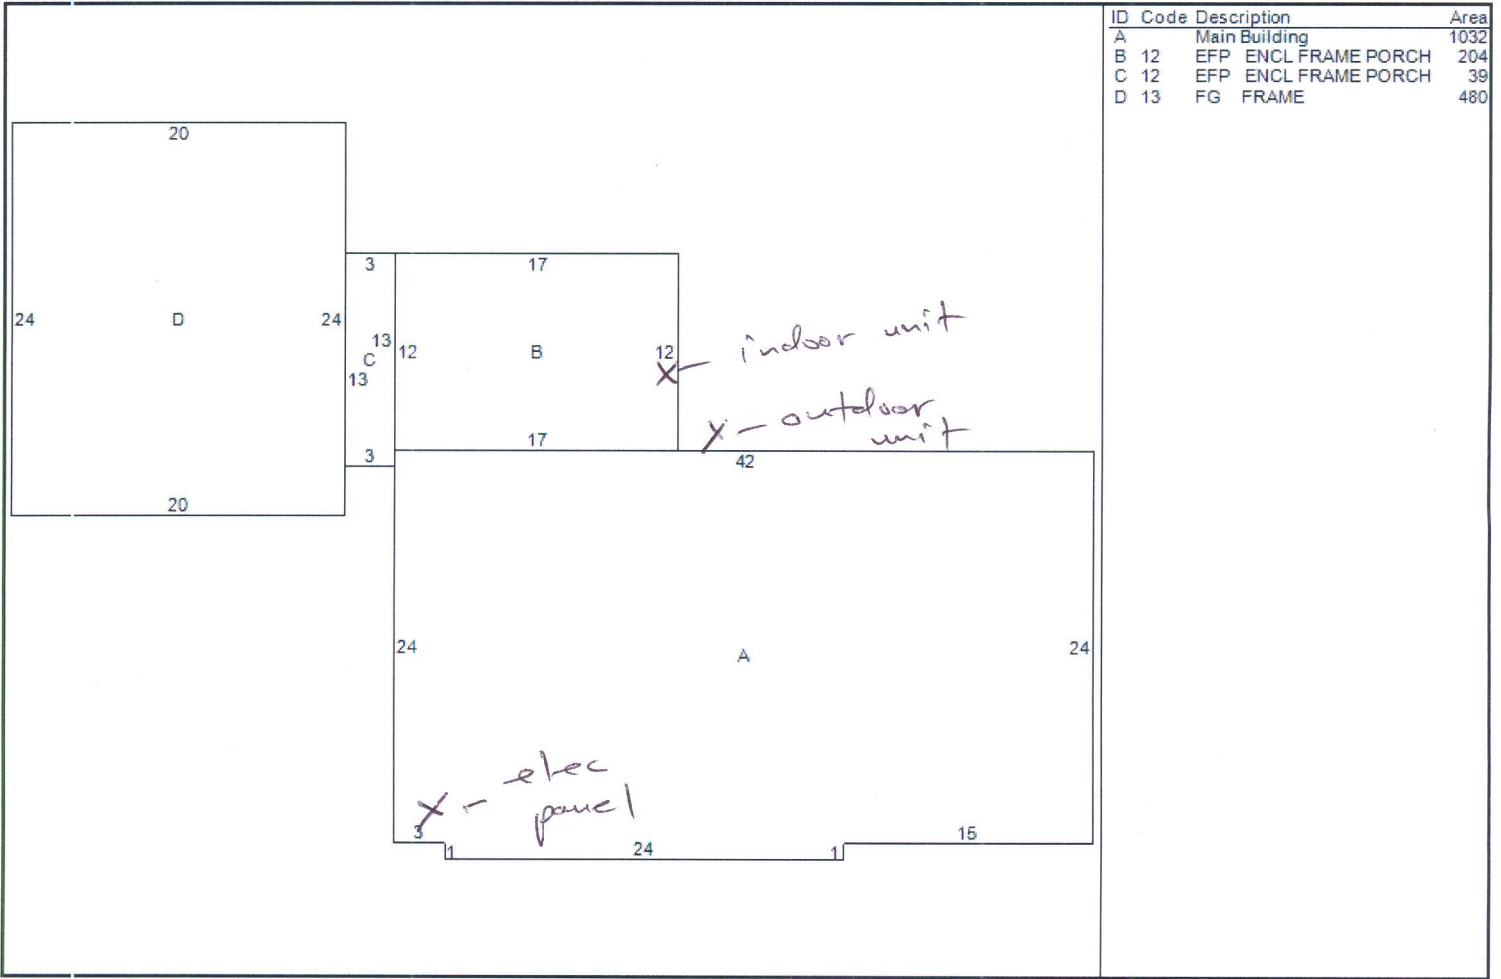 ID Code Description Area
A Main Building 1032
B 12 EFP ENCL FRAME PORCH 204
C 12 EFP ENCL FRAME PORCH 39
D 13 FG FRAME 480
20
3
17
24
D
24
13
C
13
12
B
12
X - indoor unit
X - outdoor
unit
17
3
42
20
24
A
24
X - elec
panel
3
1
24
1
15